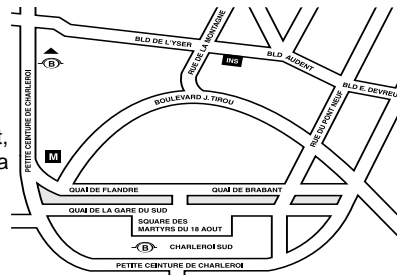 BLD DE L'YSER
RUE DE LA MONTAGNE
BLD AUDENT
INS
BLD E. DEVREU
PETITE CEINTURE DE CHARLEROI
B
BOULEVARD J. TIROU
RUE DU PONT NEUF
t,
a
M
QUAI DE FLANDRE
QUAI DE BRABANT
QUAI DE LA GARE DU SUD
SQUARE DES
MARTYRS DU 18 AOUT
B
CHARLEROI SUD
PETITE CEINTURE DE CHARLEROI